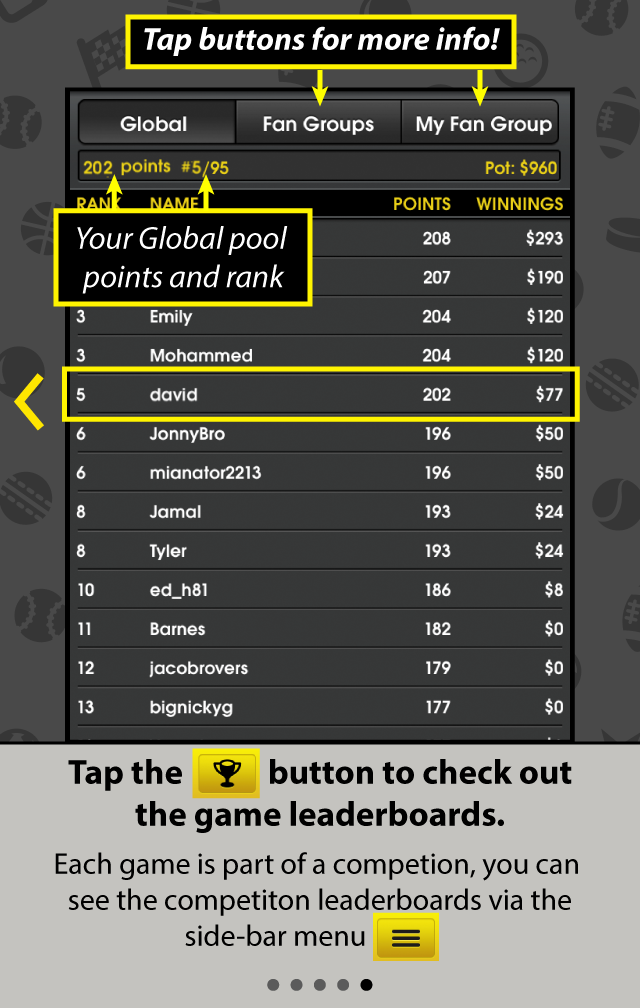 Tap buttons for more info!
Global Fan Groups My Fan Group
202 points #5/95 Pot: $960
RANK NAME POINTS WINNINGS
Your Global pool
points and rank
208 $293
207 $190
3 Emily 204 $120
3 Mohammed 204 $120
5 david 202 $77
6 JonnyBro 196 $50
6 mianator2213 196 $50
8 Jamal 193 $24
8 Tyler 193 $24
10 ed_h81 186 $8
11 Barnes 182 $0
12 jacobrovers 179 $0
13 bignickyg 177 $0
Tap the button to check out
the game leaderboards.
Each game is part of a competion, you can
see the competiton leaderboards via the
side-bar menu